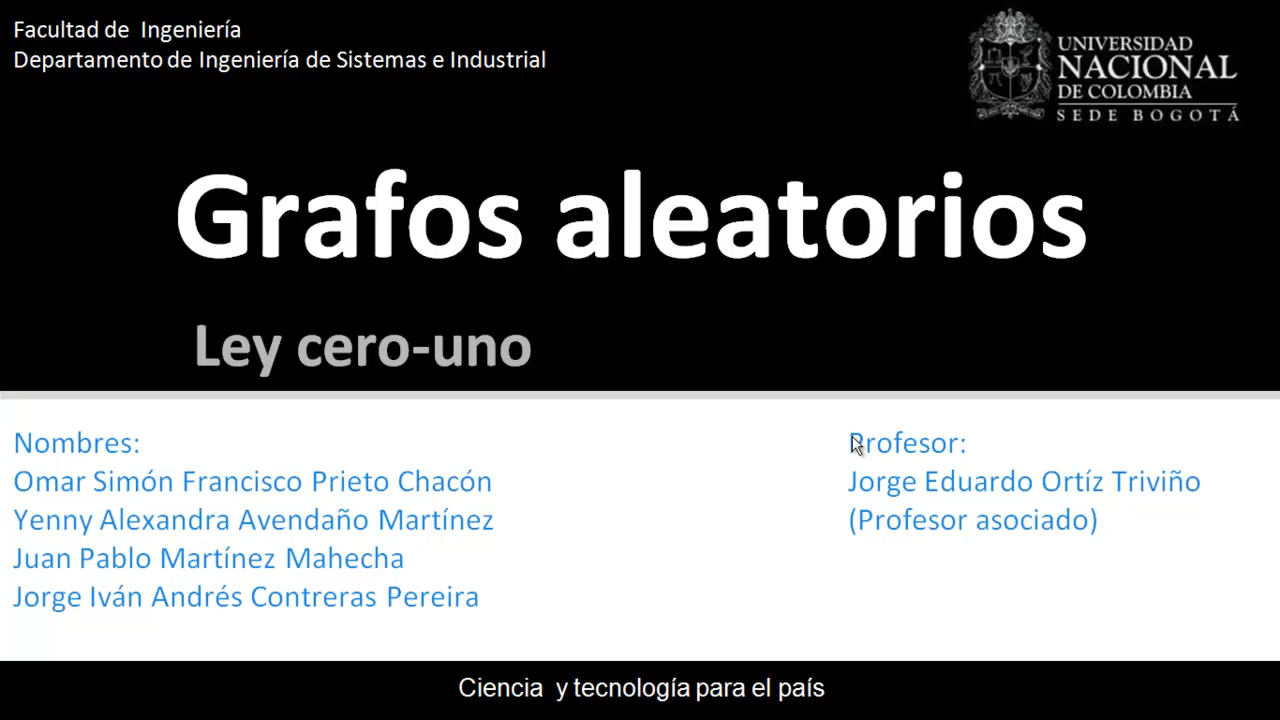 Facultad de Ingeniería
Departamento de Ingeniería de Sistemas e Industrial
UNIVERSIDAD
NACIONAL
DE COLOMBIA
SEDE BOGOTÁ
Grafos aleatorios
Ley cero-uno
Nombres:
Omar Simón Francisco Prieto Chacón
Yenny Alexandra Avendaño Martínez
Juan Pablo Martínez Mahecha
Jorge Iván Andrés Contreras Pereira
Profesor:
Jorge Eduardo Ortíz Triviño
(Profesor asociado)
Ciencia y tecnología para el país